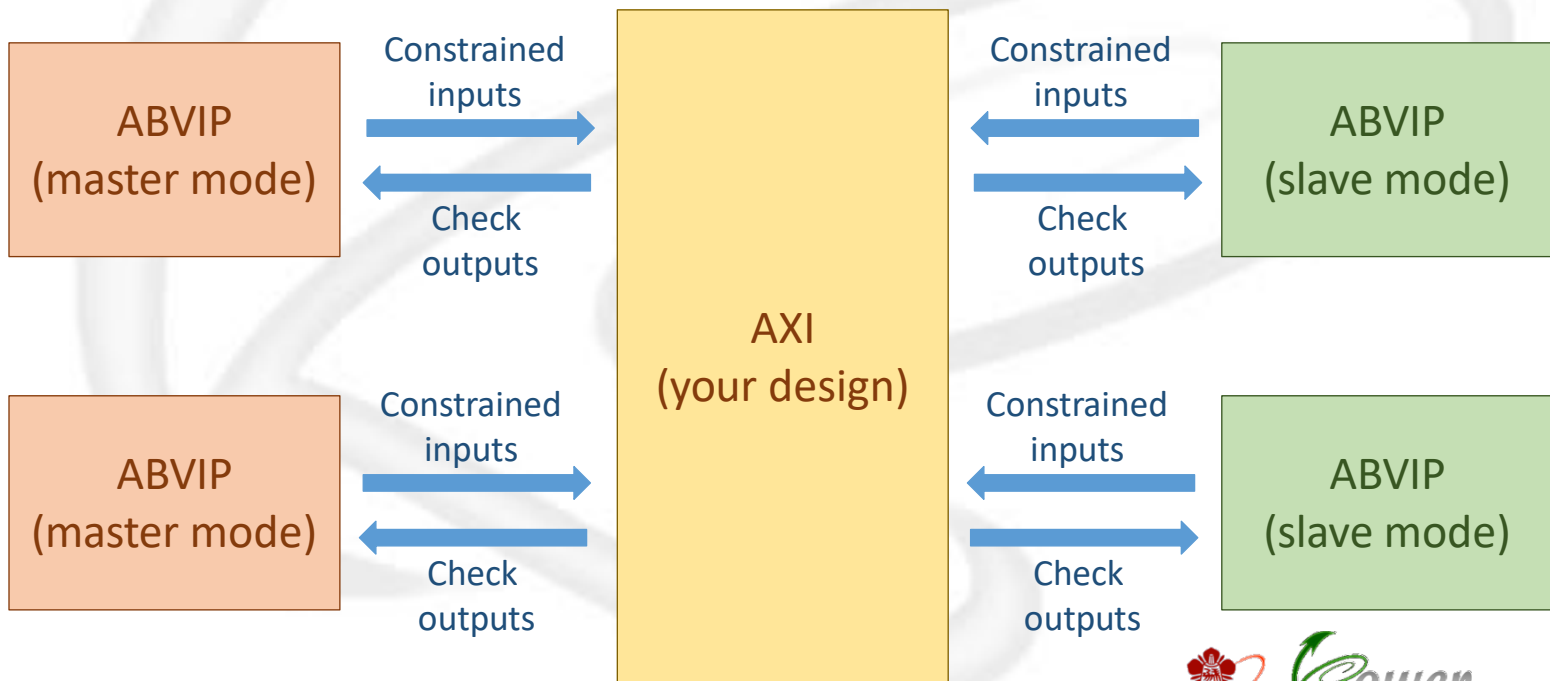 Constrained
inputs
ABVIP
(master mode)
Check
outputs
Constrained
inputs
ABVIP
(slave mode)
Check
outputs
AXI
(your design)
Constrained
inputs
ABVIP
(master mode)
Check
outputs
Constrained
inputs
ABVIP
(slave mode)
Check
outputs